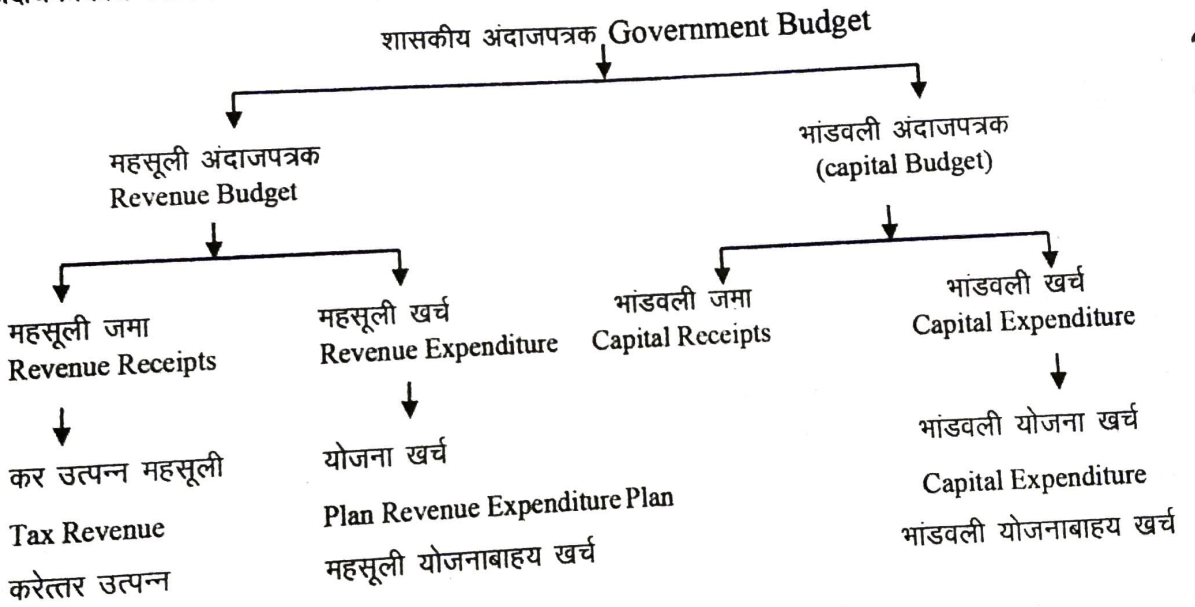 शासकीय अंदाजपत्रक Government Budget
महसूली अंदाजपत्रक
Revenue Budget
भांडवली अंदाजपत्रक
(capital Budget)
महसूली जमा
Revenue Receipts
महसूली खर्च
Revenue Expenditure
भांडवली जमा
Capital Receipts
भांडवली खर्च
Capital Expenditure
कर उत्पन्न महसूली
Tax Revenue
करेत्तर उत्पन्न
योजना खर्च
Plan Revenue Expenditure Plan
महसूली योजनाबाहय खर्च
भांडवली योजना खर्च
Capital Expenditure
भांडवली योजनाबाहय खर्च